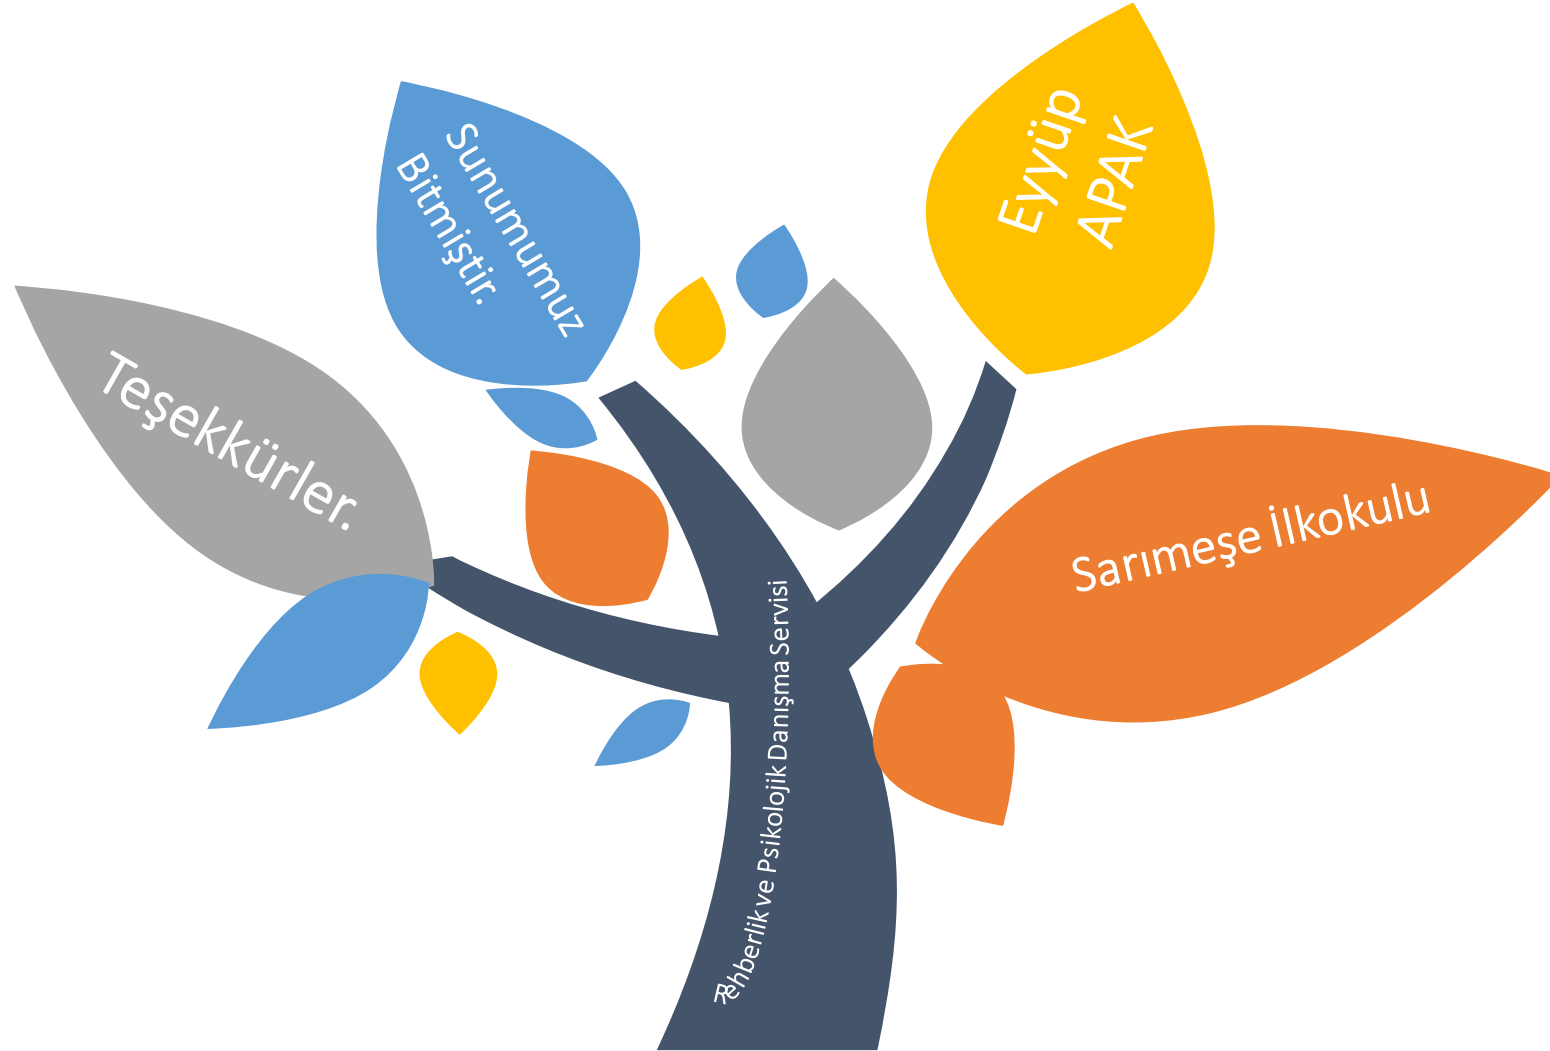 Teşekkürler.
Sunumumuz
Bitmiştir.
Eyyüp
APAK
Sarımeşe İlkokulu
Rehberlik ve Psikolojik Danışma Servisi